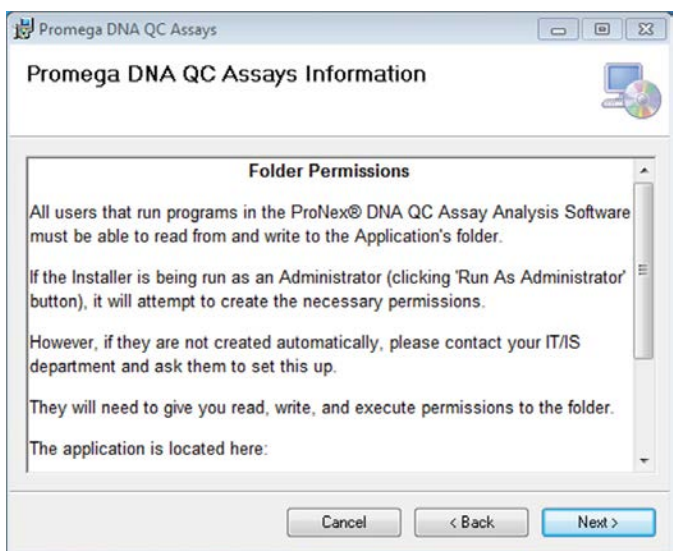 Promega DNA QC Assays
Promega DNA QC Assays Information
Folder Permissions
All users that run programs in the ProNex® DNA QC Assay Analysis Software
must be able to read from and write to the Application's folder.
If the Installer is being run as an Administrator (clicking 'Run As Administrator'
button), it will attempt to create the necessary permissions.
However, if they are not created automatically, please contact your IT/IS
department and ask them to set this up.
They will need to give you read, write, and execute permissions to the folder.
The application is located here:
Cancel
< Back
Next >